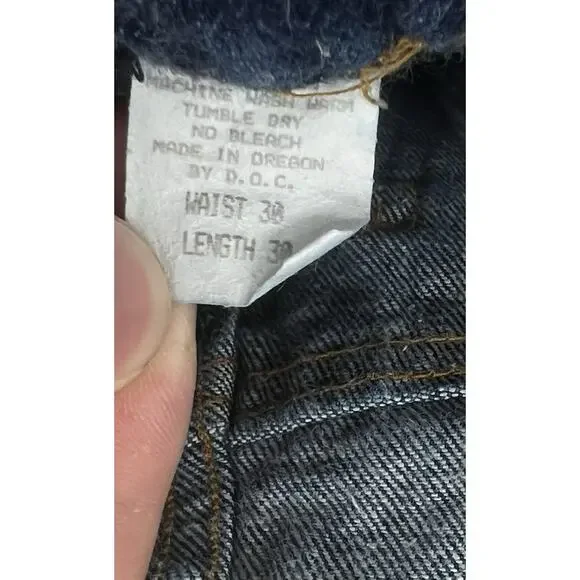 MACHINE WASH WARM
TUMBLE DRY
NO BLEACH
MADE IN OREGON
BY D.O.C.
WAIST 30
LENGTH 30